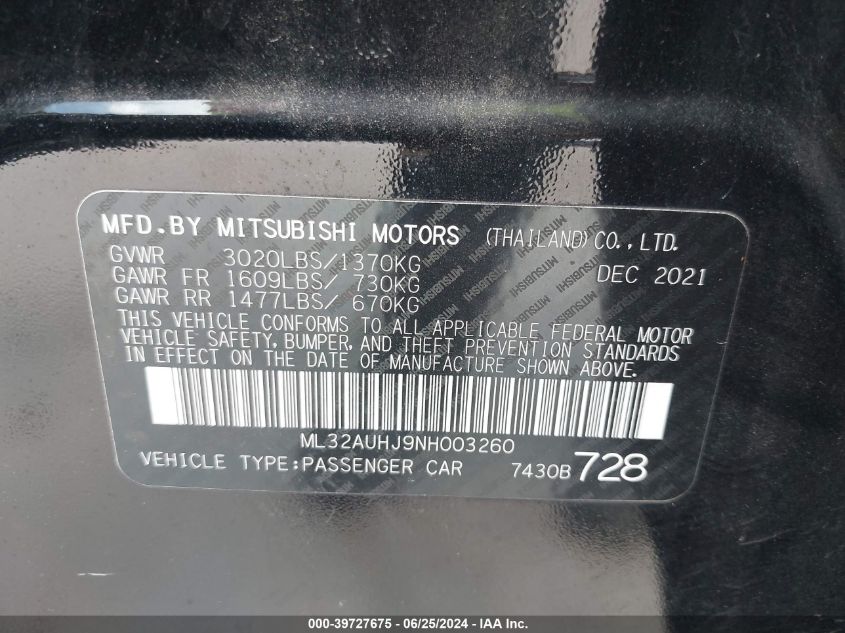 MFD.BY MITSUBISHI MOTORS (THAILAND) CO., LTD.
GVWR 3020LBS/1370KG DEC 2021
GAWR FR 1609LBS/ 730KG
GAWR RR 1477LBS/ 670KG
THIS VEHICLE CONFORMS TO ALL APPLICABLE FEDERAL MOTOR
VEHICLE SAFETY, BUMPER, AND THEFT PREVENTION STANDARDS
IN EFFECT ON THE DATE OF MANUFACTURE SHOWN ABOVE.
ML32AUHJ9NH003260
VEHICLE TYPE:PASSENGER CAR 7430B 728
000-39727675 - 06/25/2024 - IAA Inc.